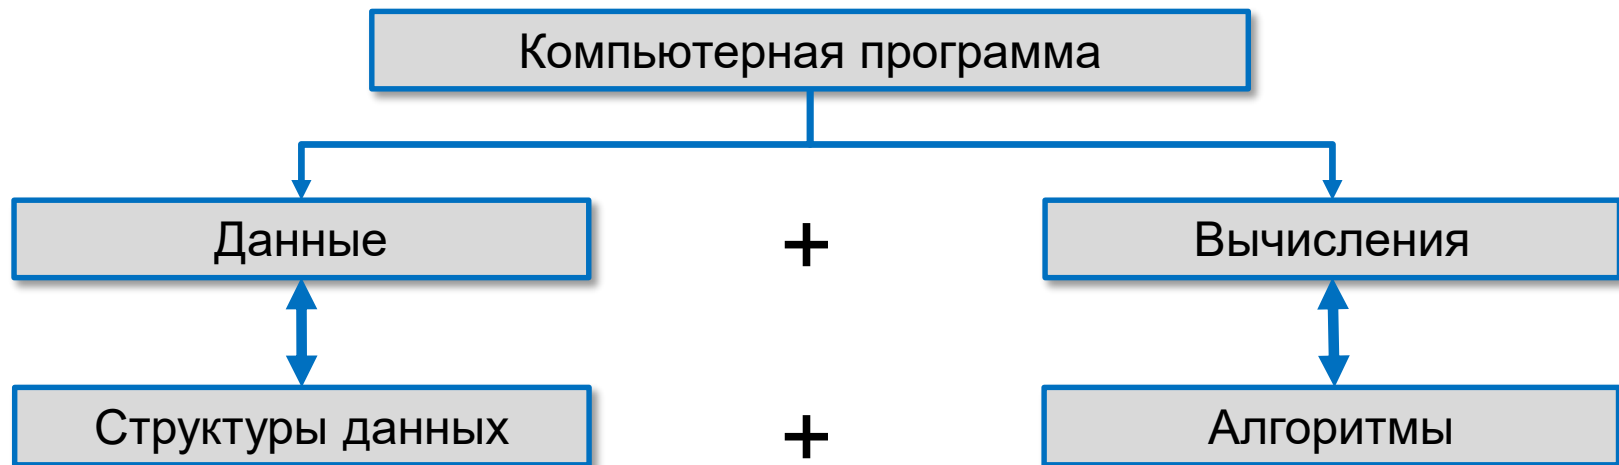 Компьютерная программа
Данные + Вычисления
Структуры данных + Алгоритмы